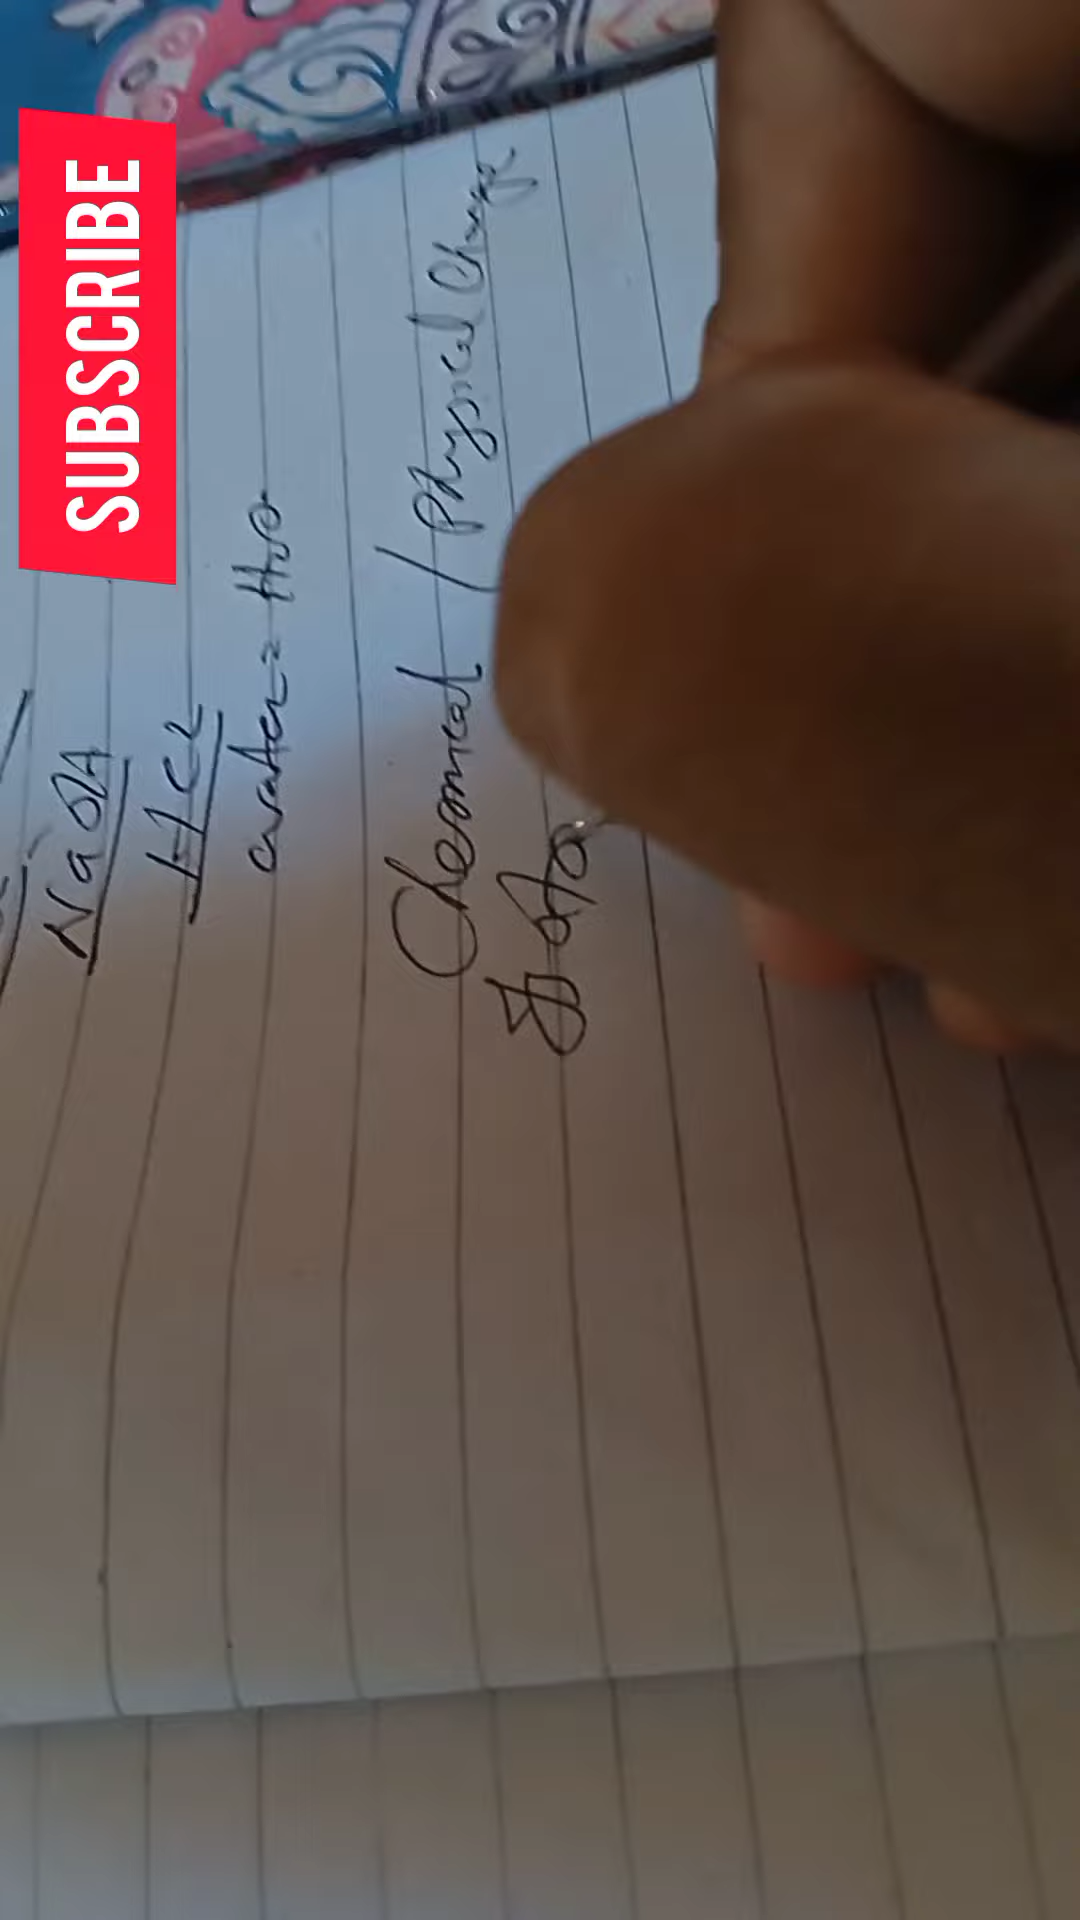 SUBSCRIBE
NaOH
HCl
water = H2O
Chemical / Physical Change